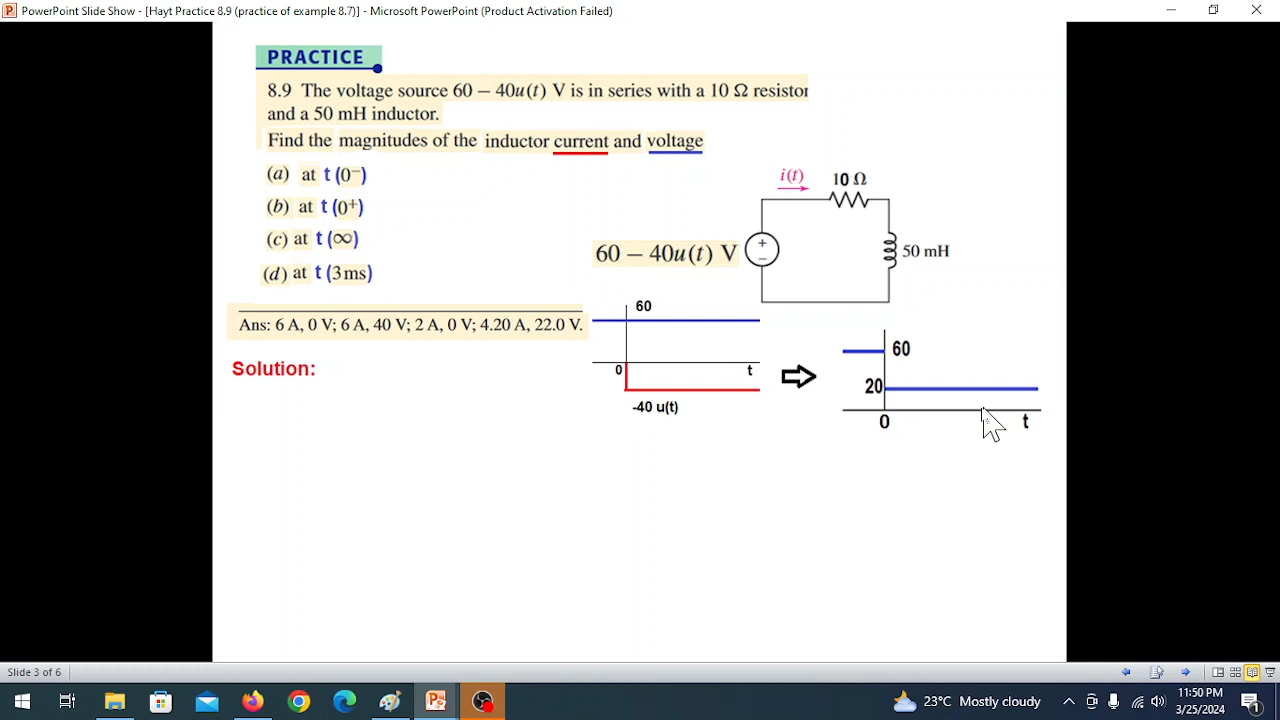 PowerPoint Slide Show - [Hayt Practice 8.9 (practice of example 8.7)] - Microsoft PowerPoint (Product Activation Failed)
PRACTICE
8.9 The voltage source 60 – 40u(t) V is in series with a 10 Ω resistor
and a 50 mH inductor.
Find the magnitudes of the inductor current and voltage
(a) at t (0⁻)
(b) at t (0⁺)
(c) at t (∞)
(d) at t (3 ms)
i(t)
10 Ω
60 – 40u(t) V
+
–
50 mH
Ans: 6 A, 0 V; 6 A, 40 V; 2 A, 0 V; 4.20 A, 22.0 V.
Solution:
60
0
t
-40 u(t)
60
20
0
t
Slide 3 of 6
23°C Mostly cloudy
11:50 PM
3/25/2024
1